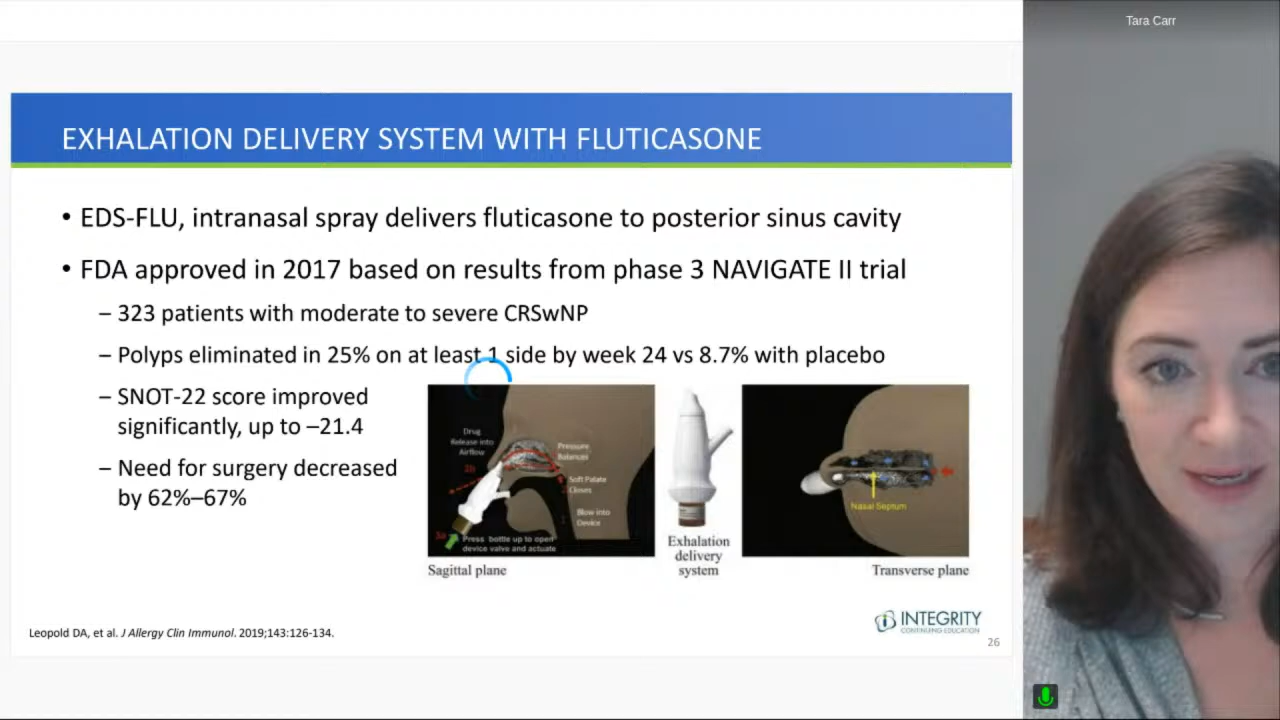 Tara Carr
EXHALATION DELIVERY SYSTEM WITH FLUTICASONE
• EDS-FLU, intranasal spray delivers fluticasone to posterior sinus cavity
• FDA approved in 2017 based on results from phase 3 NAVIGATE II trial
– 323 patients with moderate to severe CRSwNP
– Polyps eliminated in 25% on at least 1 side by week 24 vs 8.7% with placebo
– SNOT-22 score improved
significantly, up to –21.4
– Need for surgery decreased
by 62%–67%
Drug
Release into
Airflow
Pressure
Balances
2b
Soft Palate
Closes
Blow into
Device
3a
Press bottle up to open
device valve and actuate
Sagittal plane
Exhalation
delivery
system
Nasal Septum
Transverse plane
Leopold DA, et al. J Allergy Clin Immunol. 2019;143:126-134.
INTEGRITY
CONTINUING EDUCATION
26